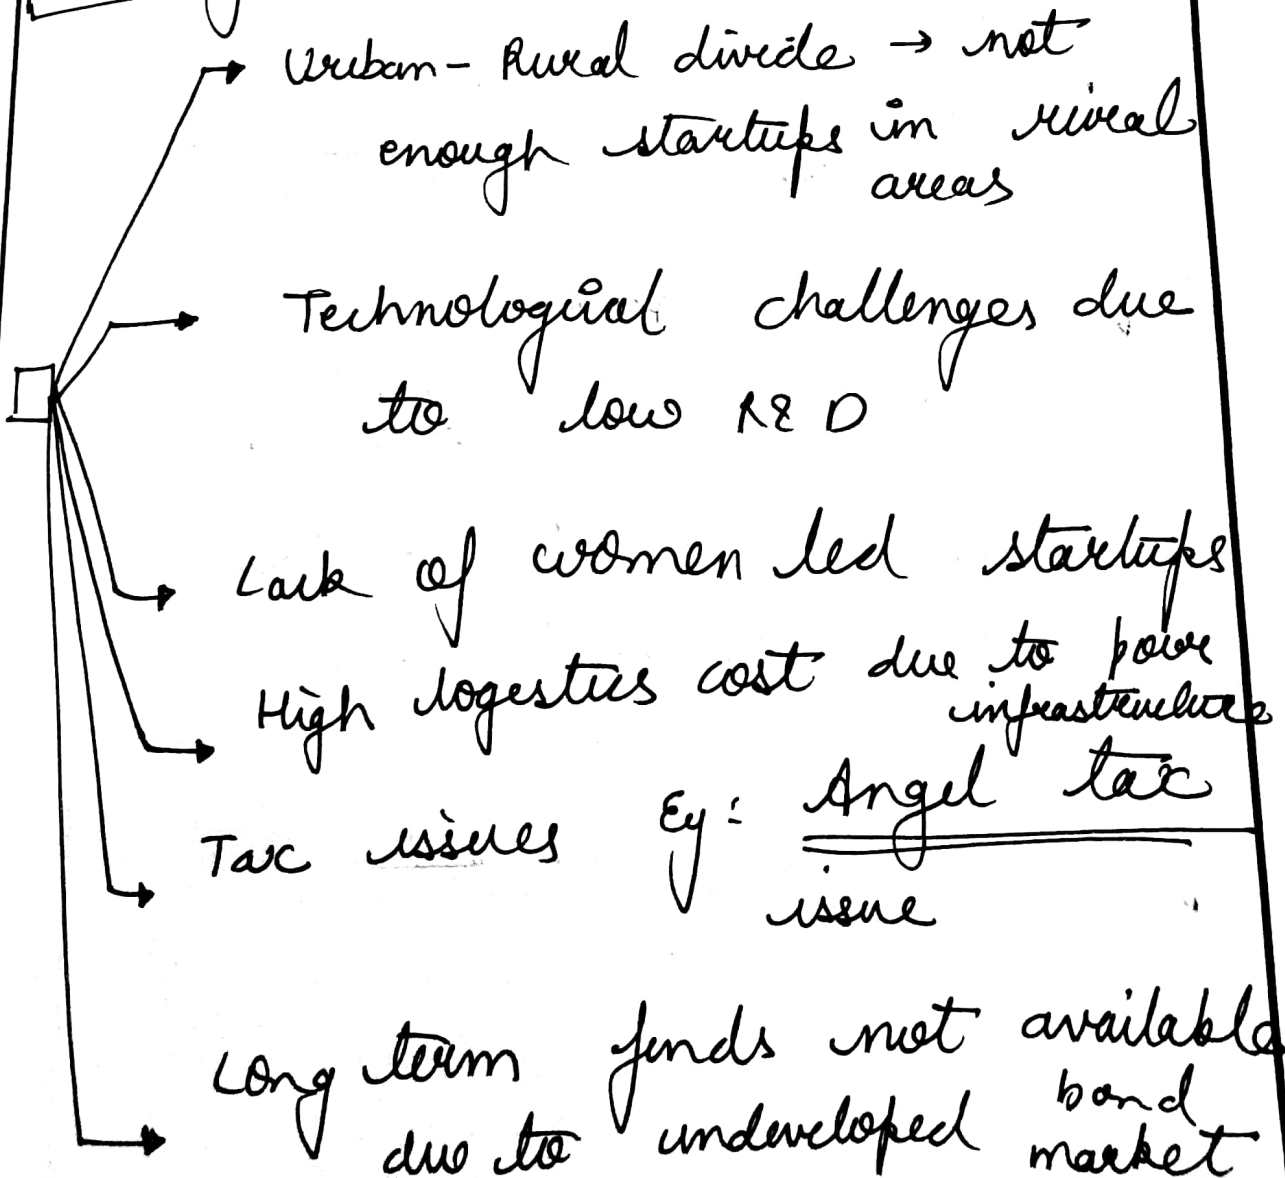 Urban - Rural divide → not
enough startups in rural
areas
Technological challenges due
to low R & D
Lack of women led startups
High logestics cost due to poor
infrastructure
Tax issues Eg: Angel tax
issue
Long term funds not available
due to undeveloped bond
market